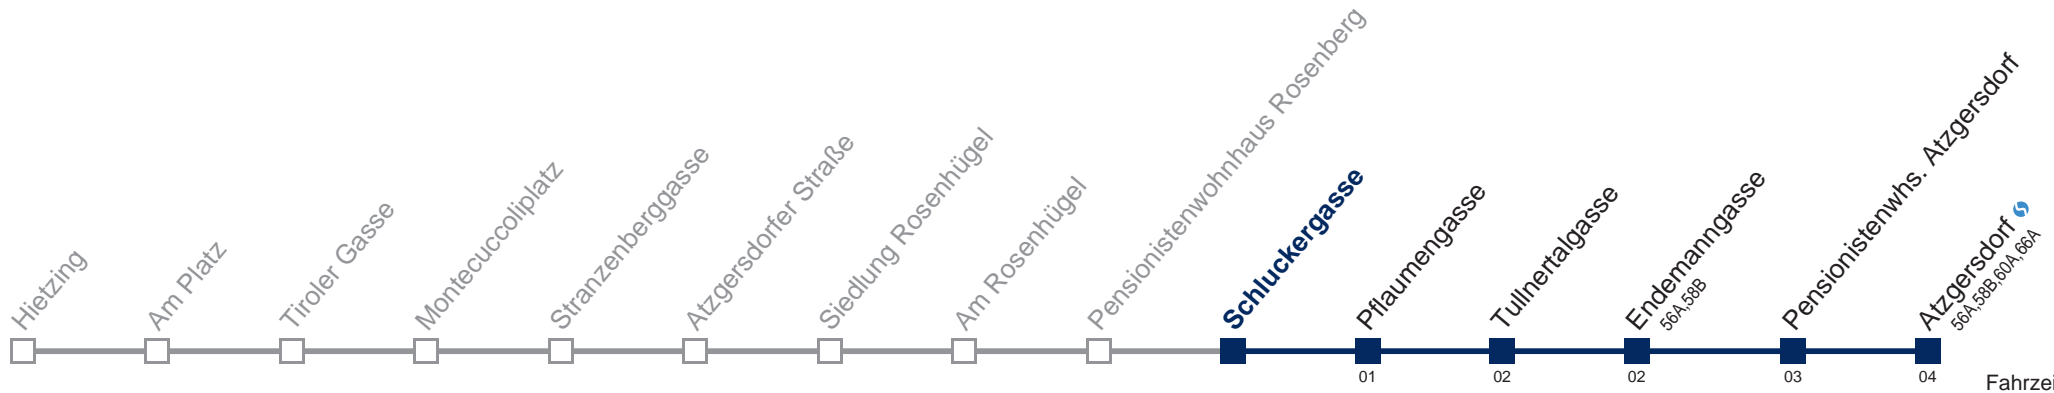 Hietzing
Am Platz
Tiroler Gasse
Montecuccoliplatz
Stranzenberggasse
Atzgersdorfer Straße
Siedlung Rosenhügel
Am Rosenhügel
Pensionistenwohnhaus Rosenberg
Schluckergasse
Pflaumengasse
Tullnertalgasse
Endemanngasse
56A,58B
Pensionistenwhs. Atzgersdorf
Atzgersdorf
56A,58B,60A,66A
01 02 02 03 04
Fahrzei